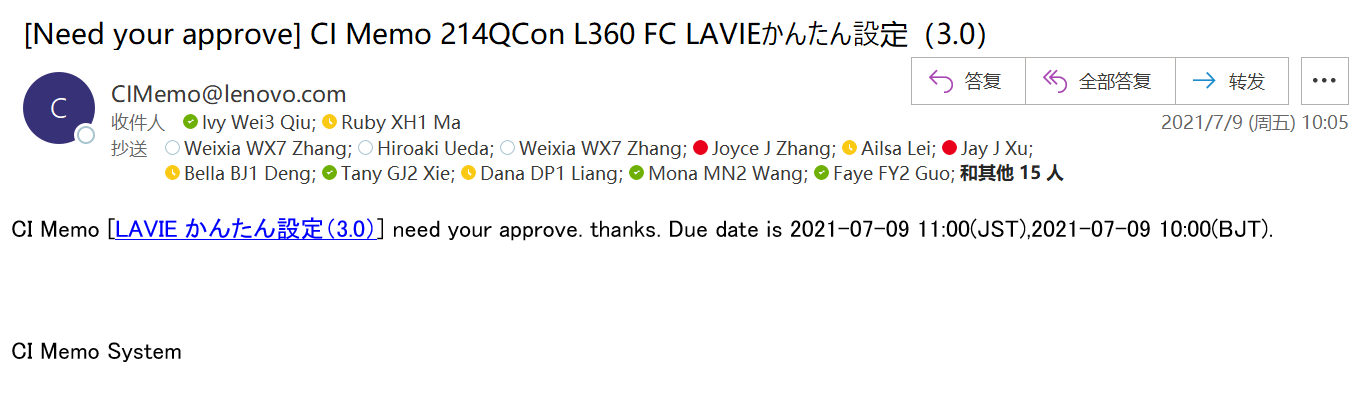 [Need your approve] CI Memo 214QCon L360 FC LAVIEかんたん設定（3.0）
答复 全部答复 转发
C CIMemo@lenovo.com
收件人 Ivy Wei3 Qiu; Ruby XH1 Ma 2021/7/9 (周五) 10:05
抄送 Weixia WX7 Zhang; Hiroaki Ueda; Weixia WX7 Zhang; Joyce J Zhang; Ailsa Lei; Jay J Xu;
Bella BJ1 Deng; Tany GJ2 Xie; Dana DP1 Liang; Mona MN2 Wang; Faye FY2 Guo; 和其他 15 人
CI Memo [LAVIE かんたん設定（3.0）] need your approve. thanks. Due date is 2021-07-09 11:00(JST),2021-07-09 10:00(BJT).
CI Memo System